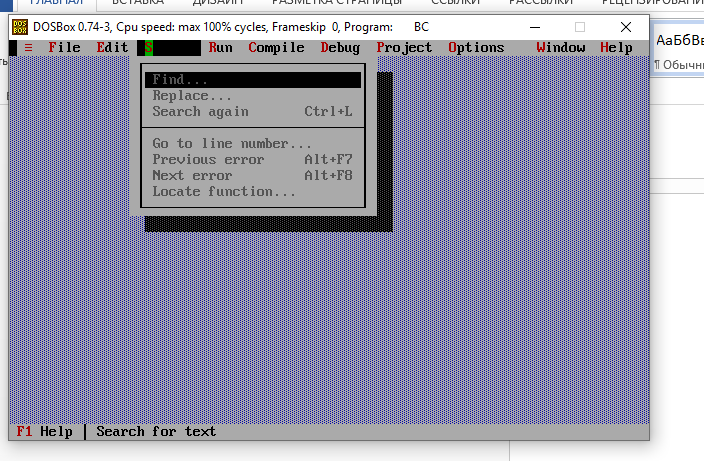 ГЛАВНАЯ ВСТАВКА ДИЗАЙН РАЗМЕТКА СТРАНИЦЫ ССЫЛКИ РАССЫЛКИ РЕЦЕНЗИРОВАНИ
DOSBox 0.74-3, Cpu speed: max 100% cycles, Frameskip 0, Program: BC
≡ File Edit S Run Compile Debug Project Options Window Help
АаБбВв
¶ Обычн
Find...
Replace...
Search again Ctrl+L
Go to line number...
Previous error Alt+F7
Next error Alt+F8
Locate function...
F1 Help | Search for text